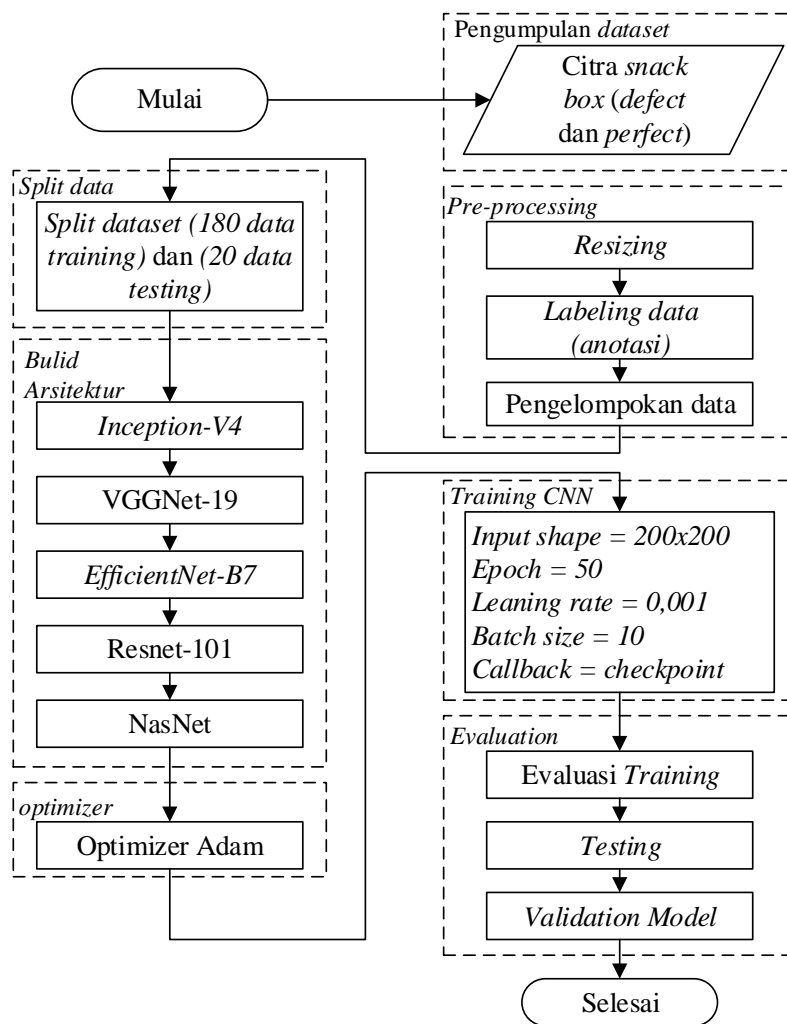 Mulai
Pengumpulan dataset
Citra snack
box (defect
dan perfect)
Pre-processing
Resizing
Labeling data
(anotasi)
Pengelompokan data
Split data
Split dataset (180 data
training) dan (20 data
testing)
Bulid
Arsitektur
Inception-V4
VGGNet-19
EfficientNet-B7
Resnet-101
NasNet
optimizer
Optimizer Adam
Training CNN
Input shape = 200x200
Epoch = 50
Leaning rate = 0,001
Batch size = 10
Callback = checkpoint
Evaluation
Evaluasi Training
Testing
Validation Model
Selesai